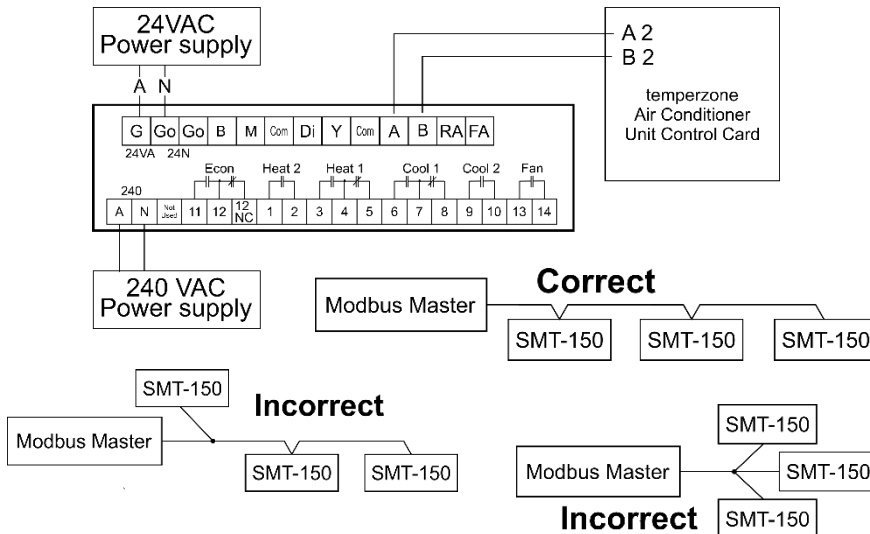 24VAC
Power supply
A N
A 2
B 2
temperzone
Air Conditioner
Unit Control Card
G Go Go B M Com Di Y Com A B RA FA
24VA 24N
Econ Heat 2 Heat 1 Cool 1 Cool 2 Fan
240
A N Not Used 11 12 12 NC 1 2 3 4 5 6 7 8 9 10 13 14
240 VAC
Power supply
Correct
Modbus Master
SMT-150 SMT-150 SMT-150
SMT-150
Incorrect
Modbus Master
SMT-150 SMT-150
SMT-150
Modbus Master
SMT-150
Incorrect
SMT-150